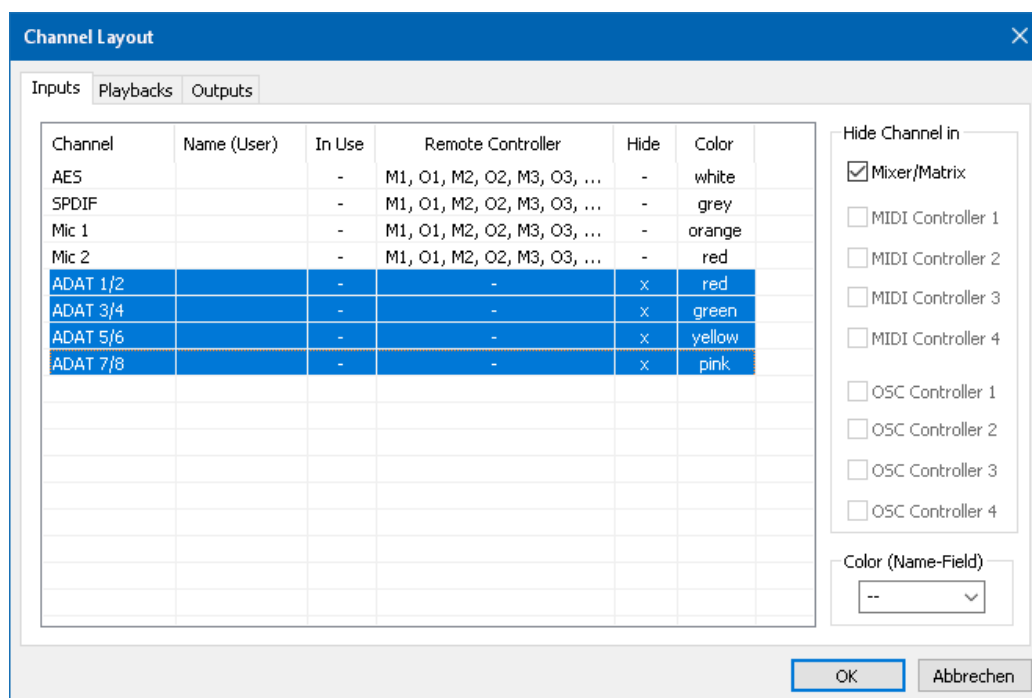 Channel Layout
Inputs Playbacks Outputs
Channel Name (User) In Use Remote Controller Hide Color
AES - M1, O1, M2, O2, M3, O3, ... - white
SPDIF - M1, O1, M2, O2, M3, O3, ... - grey
Mic 1 - M1, O1, M2, O2, M3, O3, ... - orange
Mic 2 - M1, O1, M2, O2, M3, O3, ... - red
ADAT 1/2 - - x red
ADAT 3/4 - - x green
ADAT 5/6 - - x yellow
ADAT 7/8 - - x pink
Hide Channel in
Mixer/Matrix
MIDI Controller 1
MIDI Controller 2
MIDI Controller 3
MIDI Controller 4
OSC Controller 1
OSC Controller 2
OSC Controller 3
OSC Controller 4
Color (Name-Field)
--
OK Abbrechen